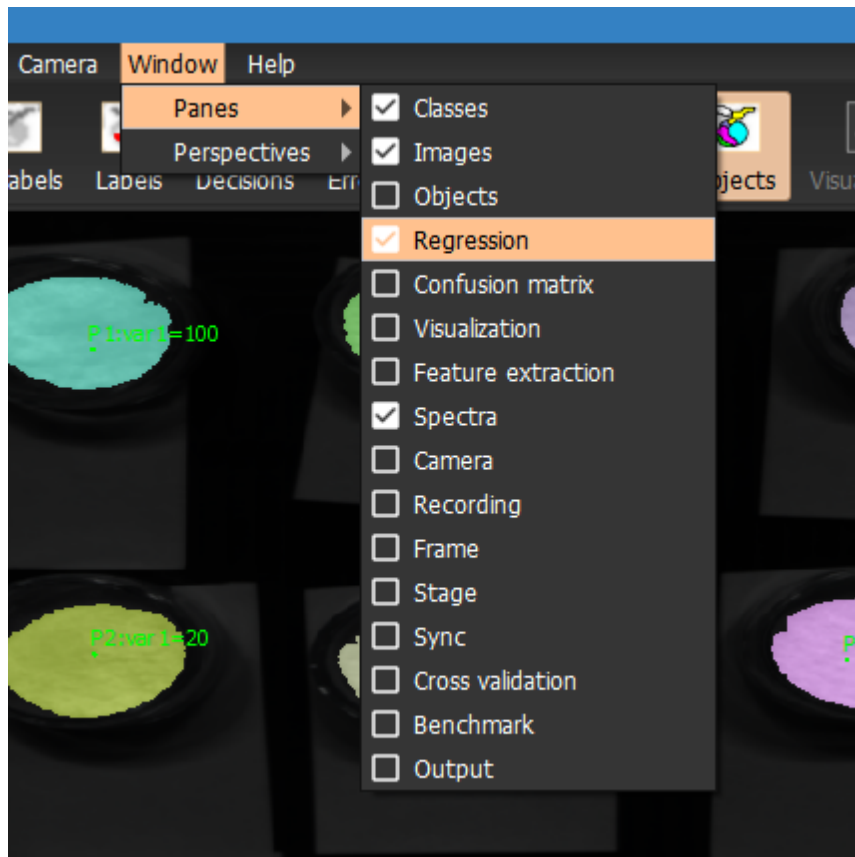 Camera Window Help
Panes
Perspectives
Classes
Images
Objects
Regression
Confusion matrix
Visualization
Feature extraction
Spectra
Camera
Recording
Frame
Stage
Sync
Cross validation
Benchmark
Output
abels Labels Decisions Err jects Visu
P1:var1=100
P2:var1=20
P